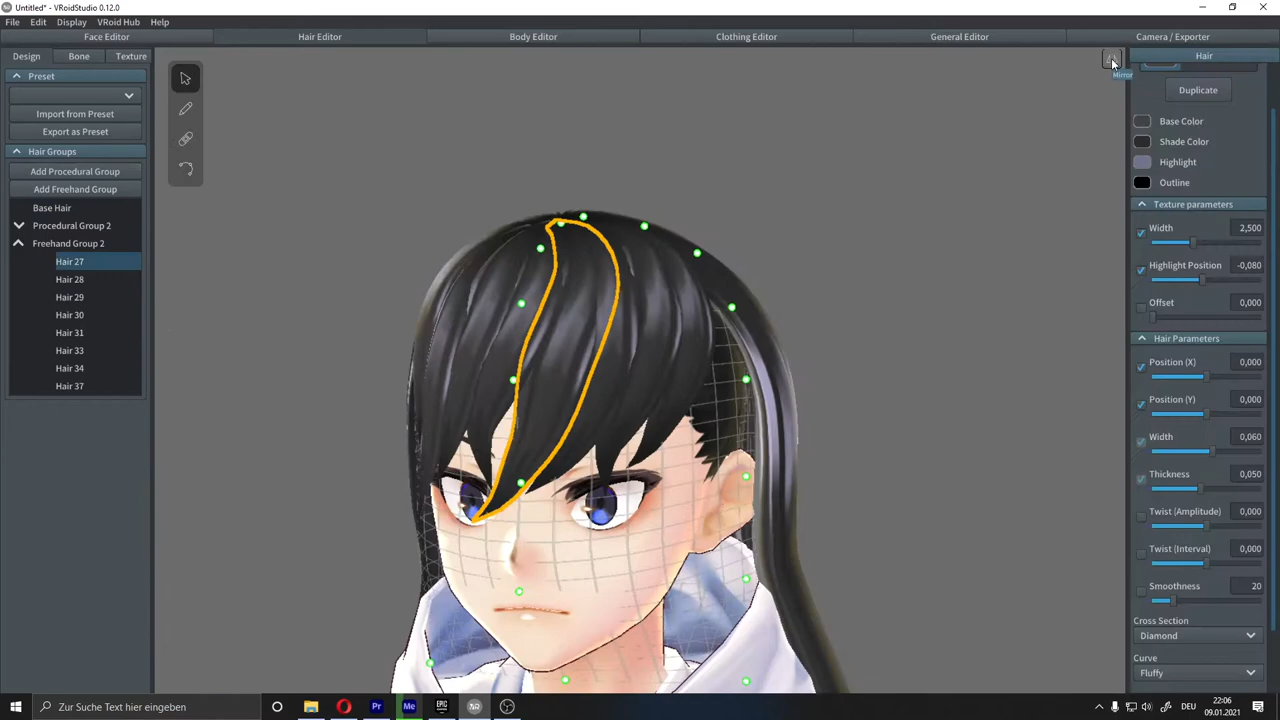 Untitled* - VRoidStudio 0.12.0
File Edit Display VRoid Hub Help
Face Editor Hair Editor Body Editor Clothing Editor General Editor Camera / Exporter
Design Bone Texture
Preset
Import from Preset
Export as Preset
Hair Groups
Add Procedural Group
Add Freehand Group
Base Hair
Procedural Group 2
Freehand Group 2
Hair 27
Hair 28
Hair 29
Hair 30
Hair 31
Hair 33
Hair 34
Hair 37
Mirror
Hair
Duplicate
Base Color
Shade Color
Highlight
Outline
Texture parameters
Width 2,500
Highlight Position -0,080
Offset 0,000
Hair Parameters
Position (X) 0,000
Position (Y) 0,000
Width 0,060
Thickness 0,050
Twist (Amplitude) 0,000
Twist (Interval) 0,000
Smoothness 20
Cross Section
Diamond
Curve
Fluffy
Zur Suche Text hier eingeben
Pr
Me
EPIC
DEU
22:06
09.01.2021